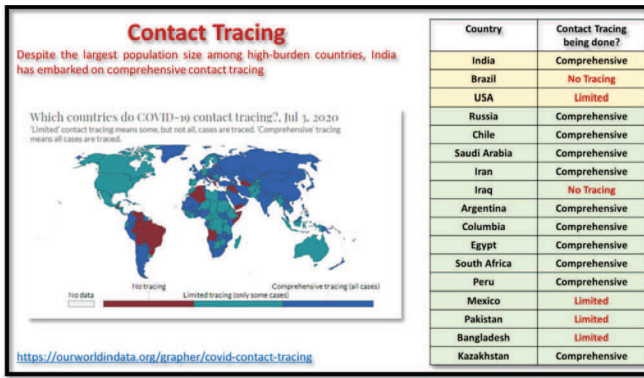 Contact Tracing
Despite the largest population size among high-burden countries, India
has embarked on comprehensive contact tracing
Which countries do COVID-19 contact tracing?, Jul 3, 2020
'Limited' contact tracing means some, but not all, cases are traced. 'Comprehensive' tracing
means all cases are traced.
No tracing
Comprehensive tracing (all cases)
No data
Limited tracing (only some cases)
https://ourworldindata.org/grapher/covid-contact-tracing
Country Contact Tracing
being done?
India Comprehensive
Brazil No Tracing
USA Limited
Russia Comprehensive
Chile Comprehensive
Saudi Arabia Comprehensive
Iran Comprehensive
Iraq No Tracing
Argentina Comprehensive
Columbia Comprehensive
Egypt Comprehensive
South Africa Comprehensive
Peru Comprehensive
Mexico Limited
Pakistan Limited
Bangladesh Limited
Kazakhstan Comprehensive